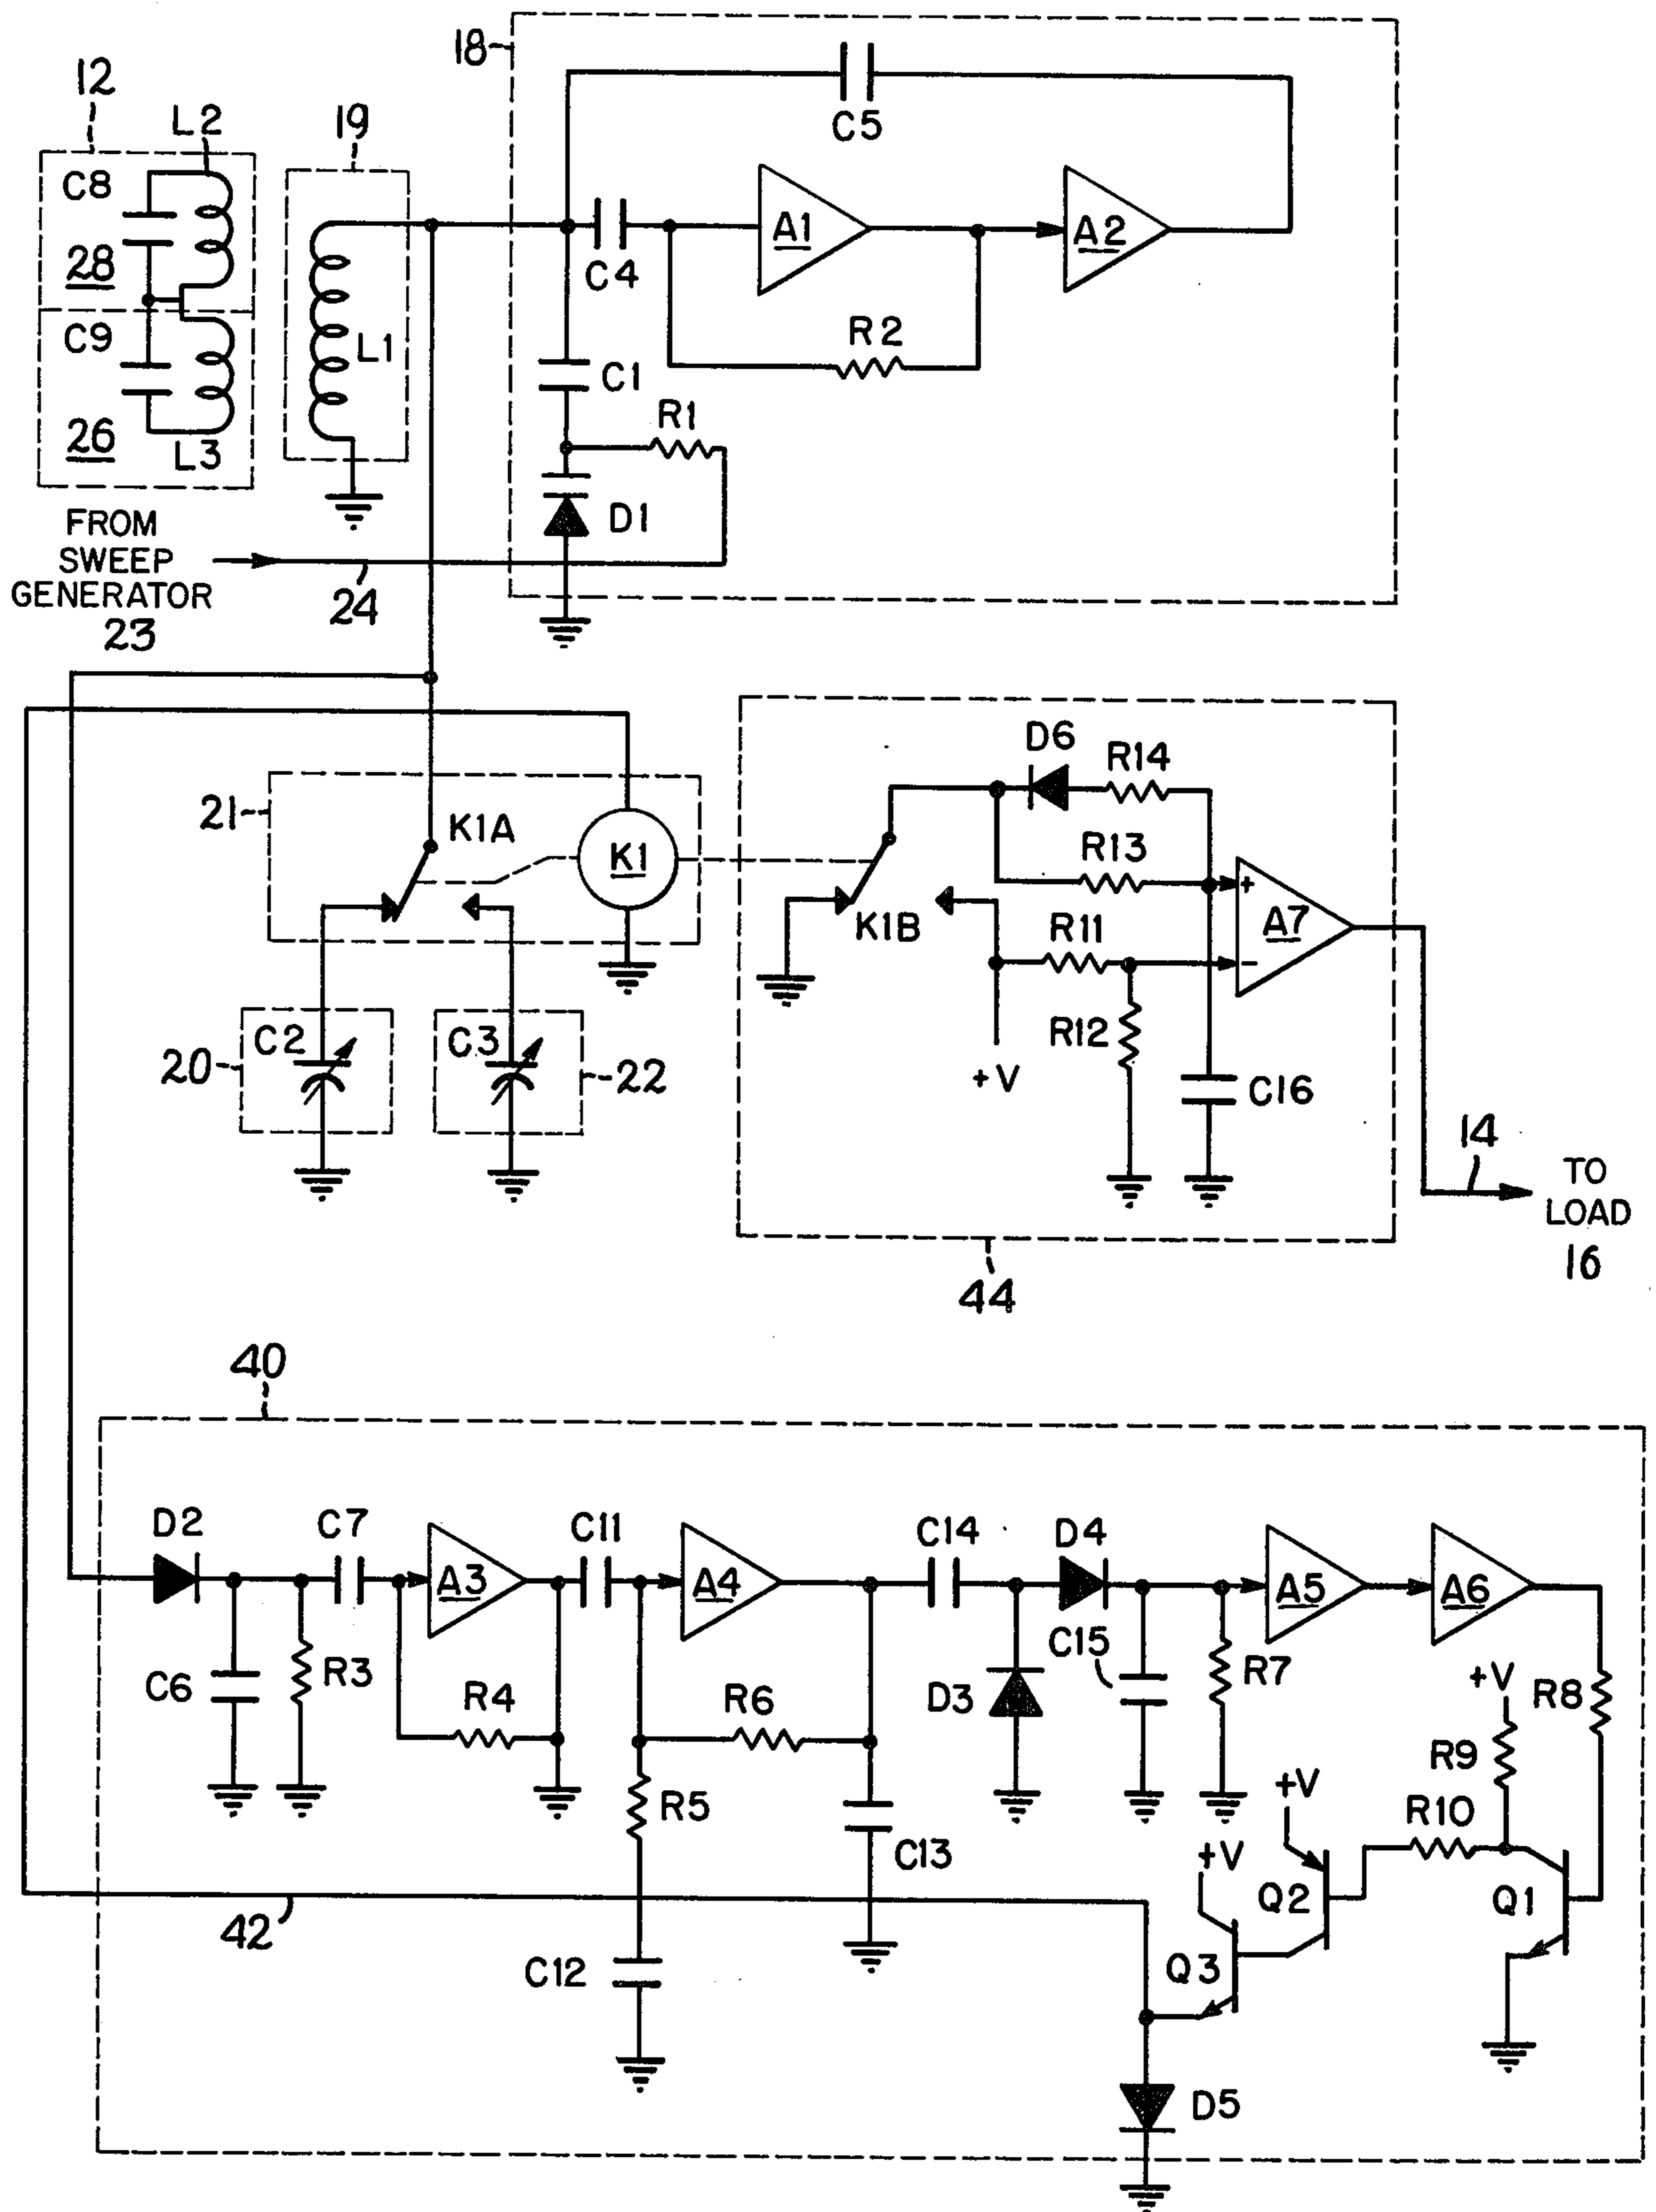 18
12
L2
19
C5
C8
A1
A2
28
C4
C9
R2
L1
C1
26
L3
R1
D1
FROM
SWEEP
GENERATOR
23
24
D6
R14
21
K1A
K1
R13
+
A7
K1B
R11
-
C2
C3
R12
20
22
+V
C16
14
TO
LOAD
16
44
40
D2
C7
C11
C14
D4
A3
A4
A5
A6
C15
C6
R3
R4
R6
D3
R7
+V
R8
R9
+V
R5
R10
C13
+V
Q2
Q1
42
C12
Q3
D5